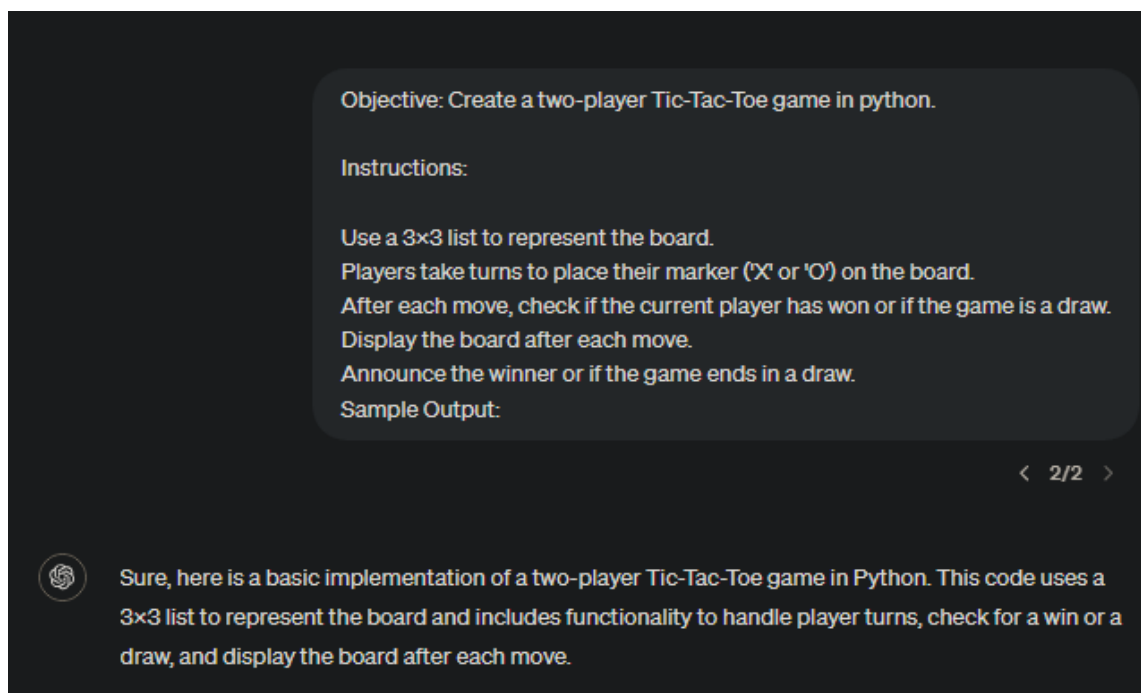 Objective: Create a two-player Tic-Tac-Toe game in python.
Instructions:
Use a 3×3 list to represent the board.
Players take turns to place their marker ('X' or 'O') on the board.
After each move, check if the current player has won or if the game is a draw.
Display the board after each move.
Announce the winner or if the game ends in a draw.
Sample Output:
< 2/2 >
Sure, here is a basic implementation of a two-player Tic-Tac-Toe game in Python. This code uses a
3×3 list to represent the board and includes functionality to handle player turns, check for a win or a
draw, and display the board after each move.